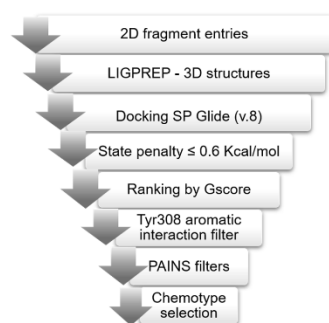 2D fragment entries
LIGPREP - 3D structures
Docking SP Glide (v.8)
State penalty ≤ 0.6 Kcal/mol
Ranking by Gscore
Tyr308 aromatic
interaction filter
PAINS filters
Chemotype
selection